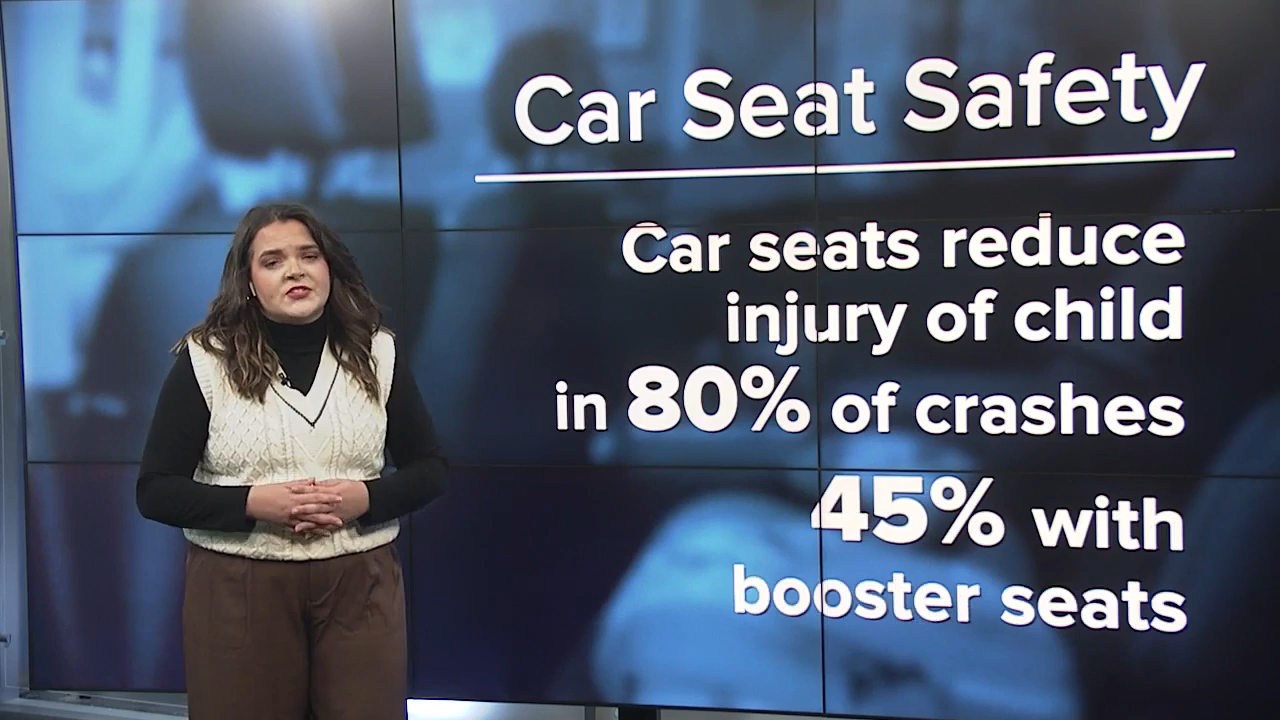 Car Seat Safety
Car seats reduce
injury of child
in 80% of crashes
45% with
booster seats